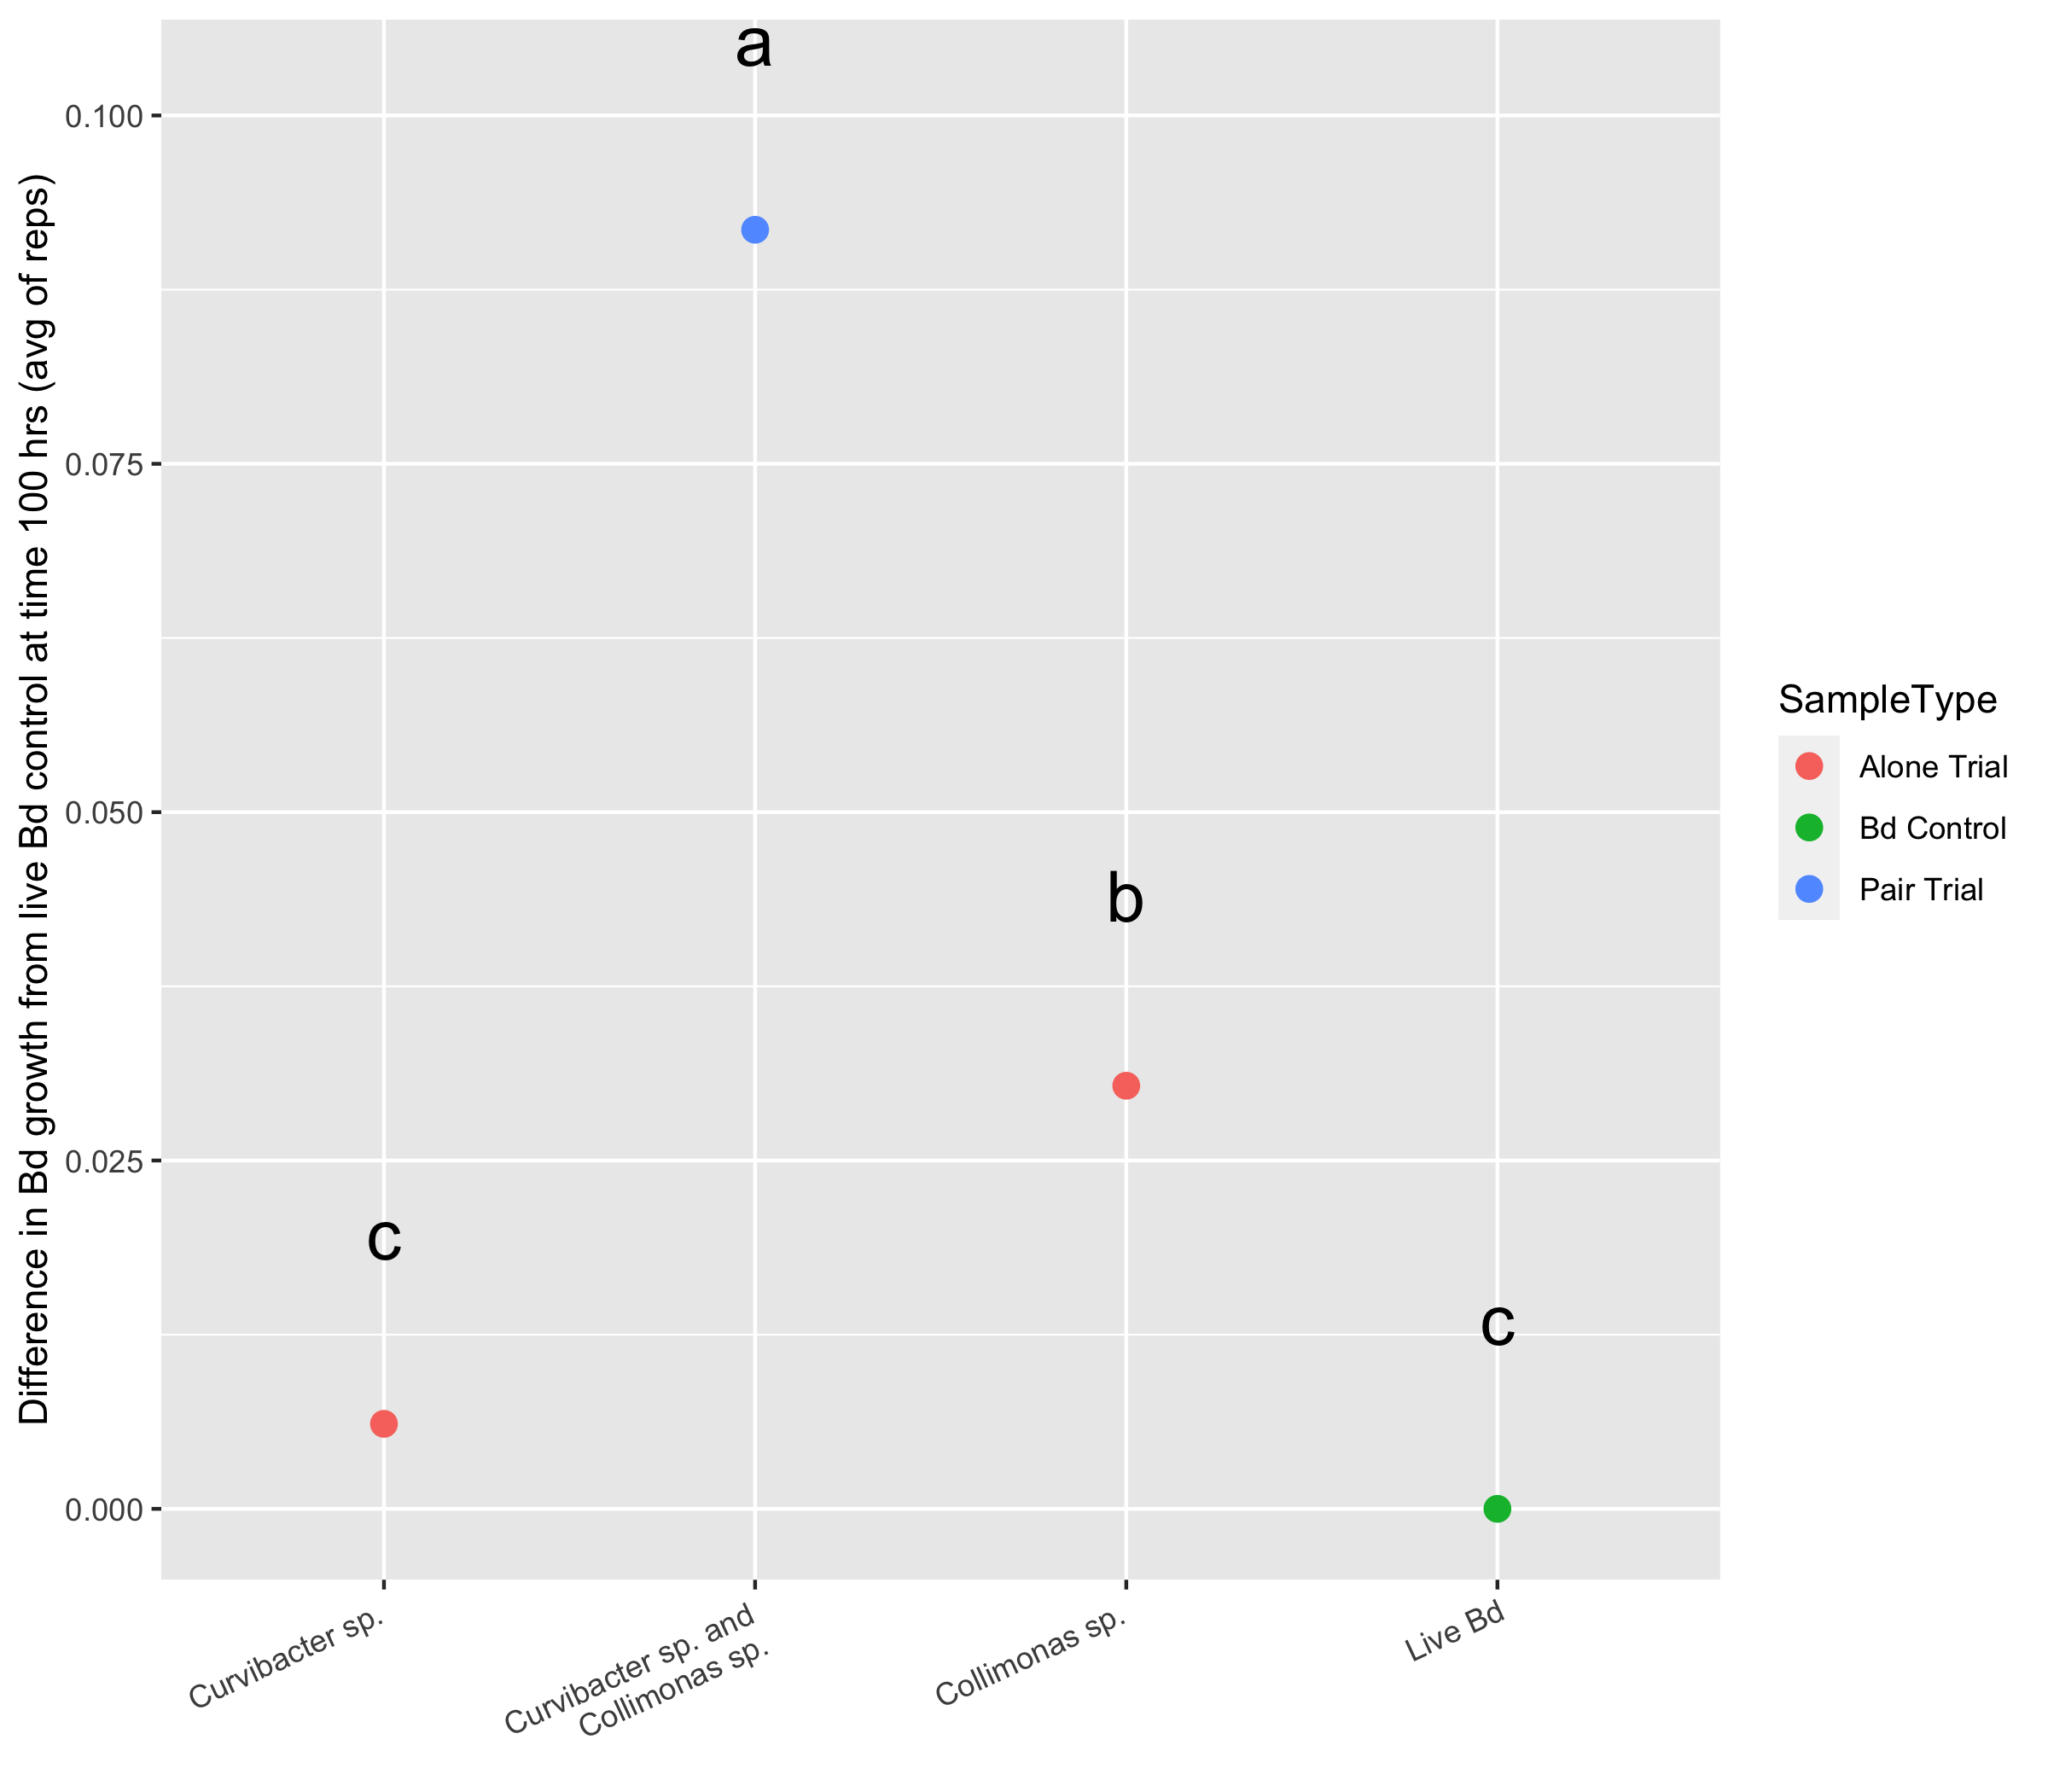 Difference in Bd growth from live Bd control at time 100 hrs (avg of reps)
0.100
0.075
0.050
0.025
0.000
a
b
c
c
Curvibacter sp.
Curvibacter sp. and
Collimonas sp.
Collimonas sp.
Live Bd
SampleType
Alone Trial
Bd Control
Pair Trial